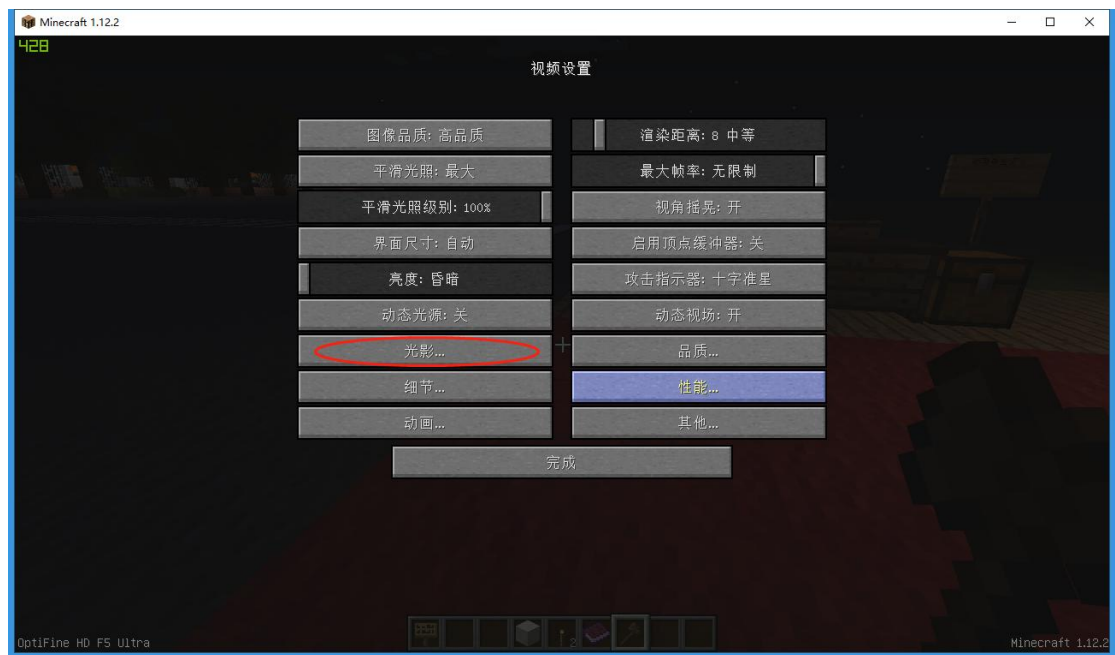 Minecraft 1.12.2
428
视频设置
图像品质: 高品质
渲染距离: 8 中等
平滑光照: 最大
最大帧率: 无限制
平滑光照级别: 100%
视角摇晃: 开
界面尺寸: 自动
启用顶点缓冲器: 关
亮度: 昏暗
攻击指示器: 十字准星
动态光源: 关
动态视场: 开
光影...
品质...
细节...
性能...
动画...
其他...
完成
2
OptiFine HD F5 Ultra
Minecraft 1.12.2